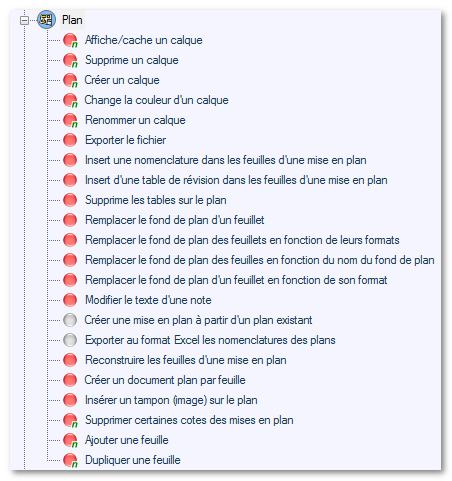 Plan
Affiche/cache un calque
Supprime un calque
Créer un calque
Change la couleur d'un calque
Renommer un calque
Exporter le fichier
Insert une nomenclature dans les feuilles d'une mise en plan
Insert d'une table de révision dans les feuilles d'une mise en plan
Supprime les tables sur le plan
Remplacer le fond de plan d'un feuillet
Remplacer le fond de plan des feuillets en fonction de leurs formats
Remplacer le fond de plan des feuilles en fonction du nom du fond de plan
Remplacer le fond de plan d'un feuillet en fonction de son format
Modifier le texte d'une note
Créer une mise en plan à partir d'un plan existant
Exporter au format Excel les nomenclatures des plans
Reconstruire les feuilles d'une mise en plan
Créer un document plan par feuille
Insérer un tampon (image) sur le plan
Supprimer certaines cotes des mises en plan
Ajouter une feuille
Dupliquer une feuille